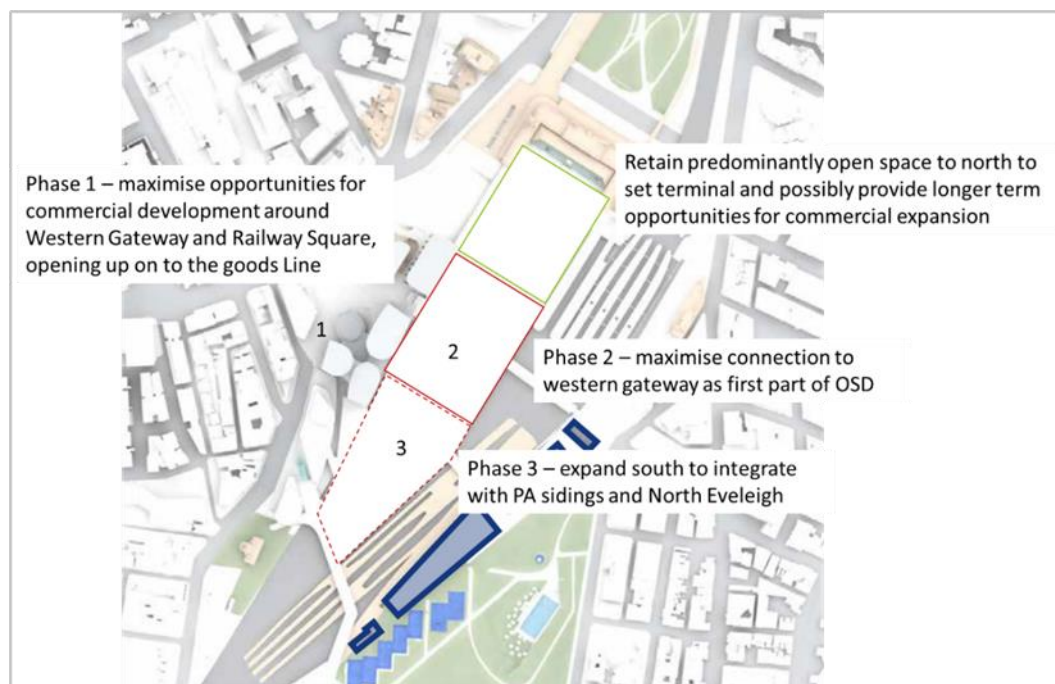 Phase 1 – maximise opportunities for
commercial development around
Western Gateway and Railway Square,
opening up on to the goods Line
Retain predominantly open space to north to
set terminal and possibly provide longer term
opportunities for commercial expansion
1
2
Phase 2 – maximise connection to
western gateway as first part of OSD
3
Phase 3 – expand south to integrate
with PA sidings and North Eveleigh